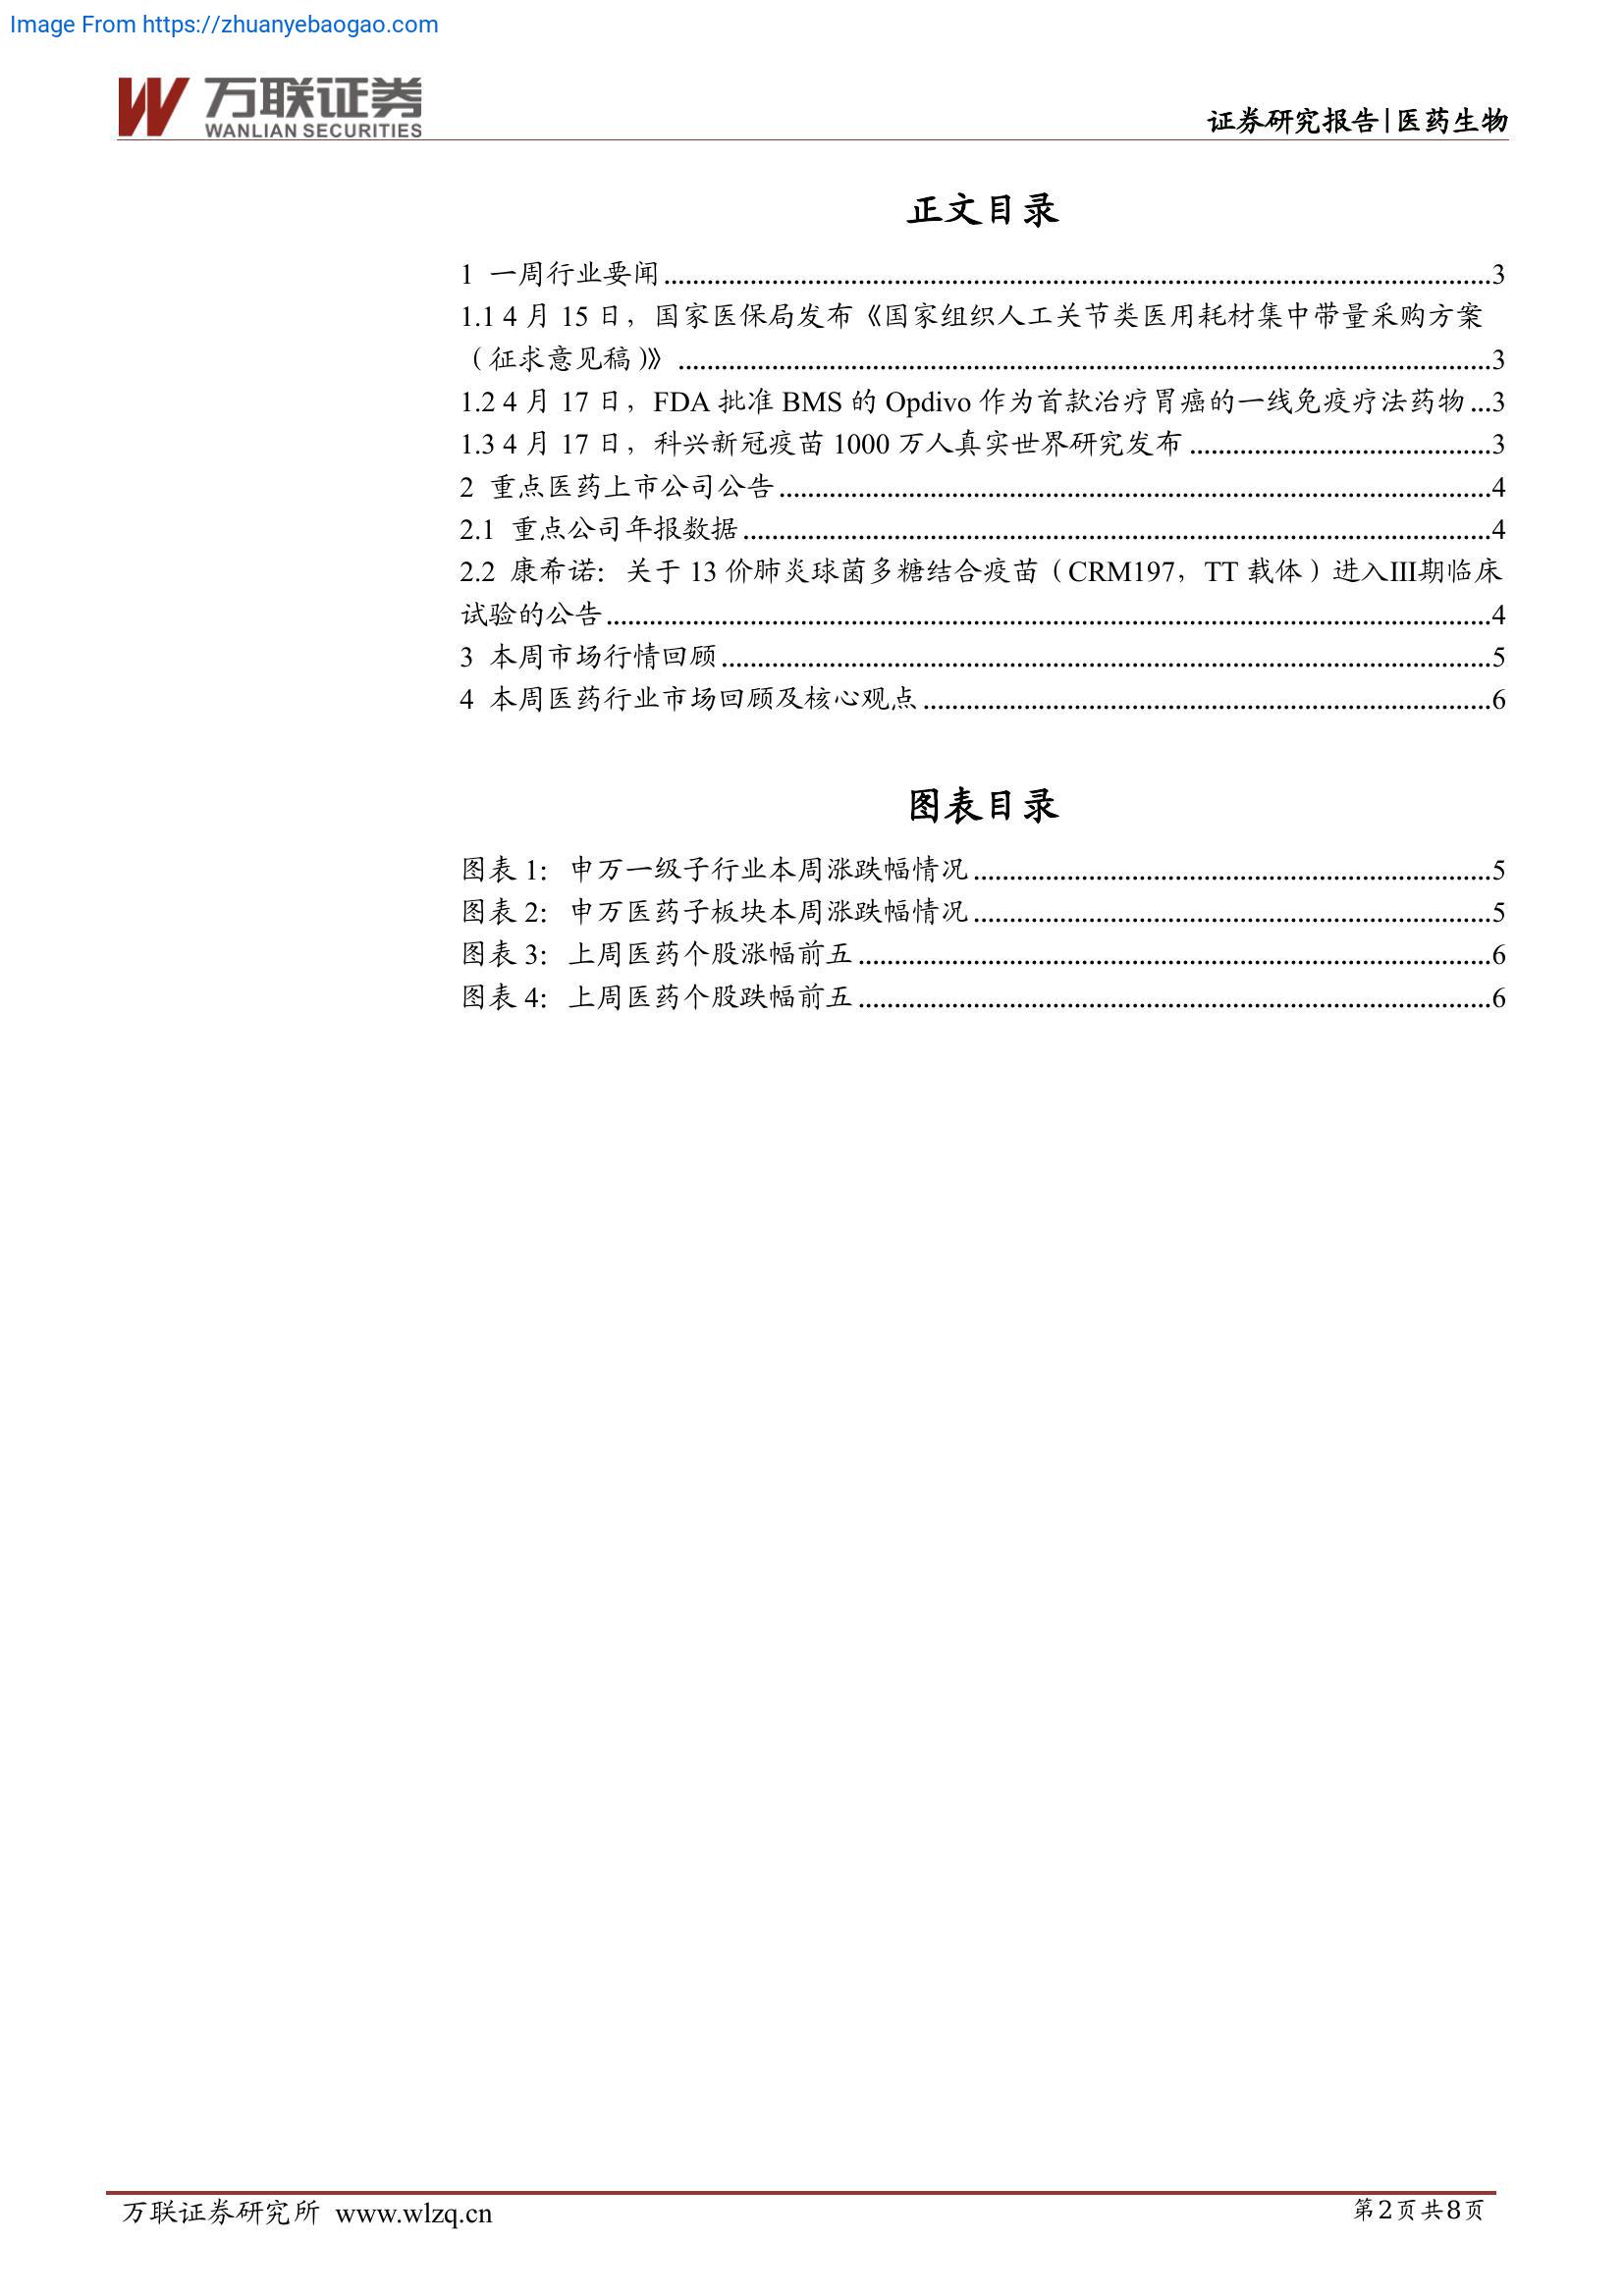 Image From https://zhuanyebaogao.com
万联证券
WANLIAN SECURITIES
证券研究报告|医药生物
正文目录
1 一周行业要闻....................3
1.1 4 月 15 日，国家医保局发布《国家组织人工关节类医用耗材集中带量采购方案
（征求意见稿）》....................3
1.2 4 月 17 日，FDA 批准 BMS 的 Opdivo 作为首款治疗胃癌的一线免疫疗法药物...3
1.3 4 月 17 日，科兴新冠疫苗 1000 万人真实世界研究发布....................3
2 重点医药上市公司公告....................4
2.1 重点公司年报数据....................4
2.2 康希诺：关于 13 价肺炎球菌多糖结合疫苗（CRM197，TT 载体）进入III期临床
试验的公告....................4
3 本周市场行情回顾....................5
4 本周医药行业市场回顾及核心观点....................6
图表目录
图表 1：申万一级子行业本周涨跌幅情况....................5
图表 2：申万医药子板块本周涨跌幅情况....................5
图表 3：上周医药个股涨幅前五....................6
图表 4：上周医药个股跌幅前五....................6
万联证券研究所 www.wlzq.cn
第2页共8页